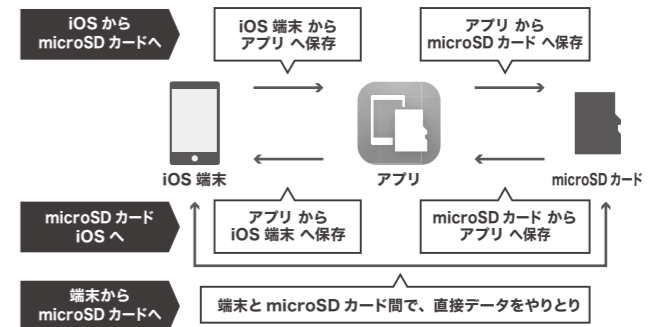 iOS から
microSD カードへ
iOS 端末 から
アプリ へ保存
アプリ から
microSD カード へ保存
iOS 端末
アプリ
microSD カード
microSD カード
iOS へ
アプリ から
iOS 端末 へ保存
microSD カード から
アプリ へ保存
端末から
microSD カードへ
端末と microSD カード間で、直接データをやりとり